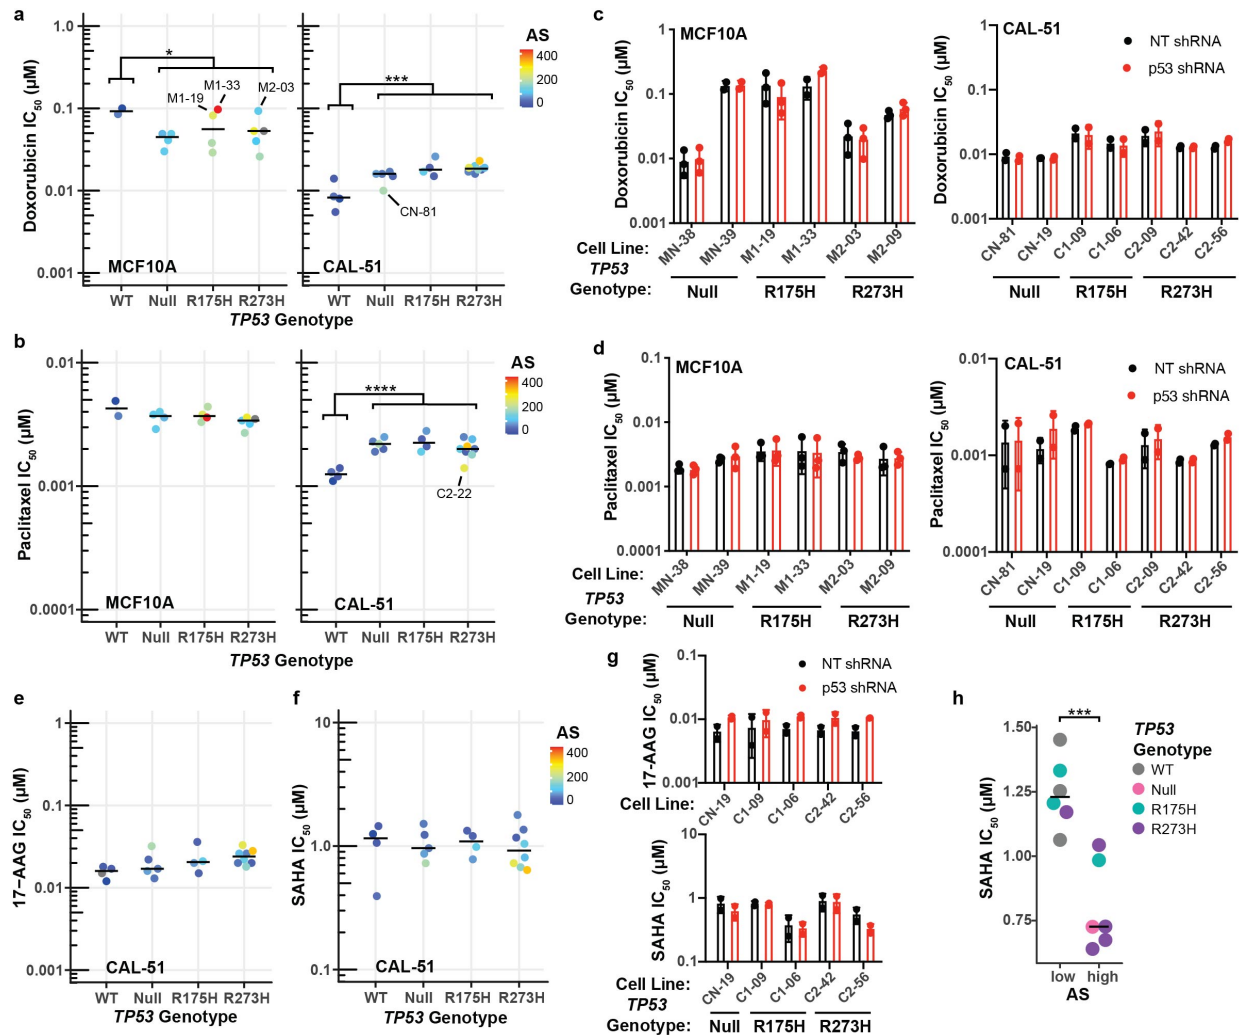 a
Doxorubicin IC50 (µM)
1.0
0.1
0.01
0.001
*
M1-19
M1-33
M2-03
MCF10A
WT Null R175H R273H
***
CN-81
CAL-51
WT Null R175H R273H
TP53 Genotype
AS
400
200
0
b
Paclitaxel IC50 (µM)
0.01
0.001
0.0001
MCF10A
WT Null R175H R273H
****
C2-22
CAL-51
WT Null R175H R273H
TP53 Genotype
AS
400
200
0
c
Doxorubicin IC50 (µM)
1
0.1
0.01
0.001
MCF10A
Cell Line:
MN-38 MN-39 M1-19 M1-33 M2-03 M2-09
TP53
Genotype:
Null R175H R273H
Doxorubicin IC50 (µM)
1
0.1
0.01
0.001
CAL-51
NT shRNA
p53 shRNA
CN-81 CN-19 C1-09 C1-06 C2-09 C2-42 C2-56
Null R175H R273H
d
Paclitaxel IC50 (µM)
0.1
0.01
0.001
0.0001
MCF10A
Cell Line:
MN-38 MN-39 M1-19 M1-33 M2-03 M2-09
TP53
Genotype:
Null R175H R273H
Paclitaxel IC50 (µM)
0.01
0.001
0.0001
CAL-51
NT shRNA
p53 shRNA
CN-81 CN-19 C1-09 C1-06 C2-09 C2-42 C2-56
Null R175H R273H
e
17−AAG IC50 (µM)
1
0.1
0.01
0.001
CAL-51
WT Null R175H R273H
TP53 Genotype
f
SAHA IC50 (µM)
10
1.0
0.1
CAL-51
WT Null R175H R273H
TP53 Genotype
AS
400
200
0
g
17-AAG IC50 (µM)
0.1
0.01
0.001
NT shRNA
p53 shRNA
Cell Line:
CN-19 C1-09 C1-06 C2-42 C2-56
SAHA IC50 (µM)
10
1
0.1
Cell Line:
CN-19 C1-09 C1-06 C2-42 C2-56
TP53
Genotype:
Null R175H R273H
h
SAHA IC50 (µM)
1.50
1.25
1.00
0.75
***
low high
AS
TP53
Genotype
WT
Null
R175H
R273H